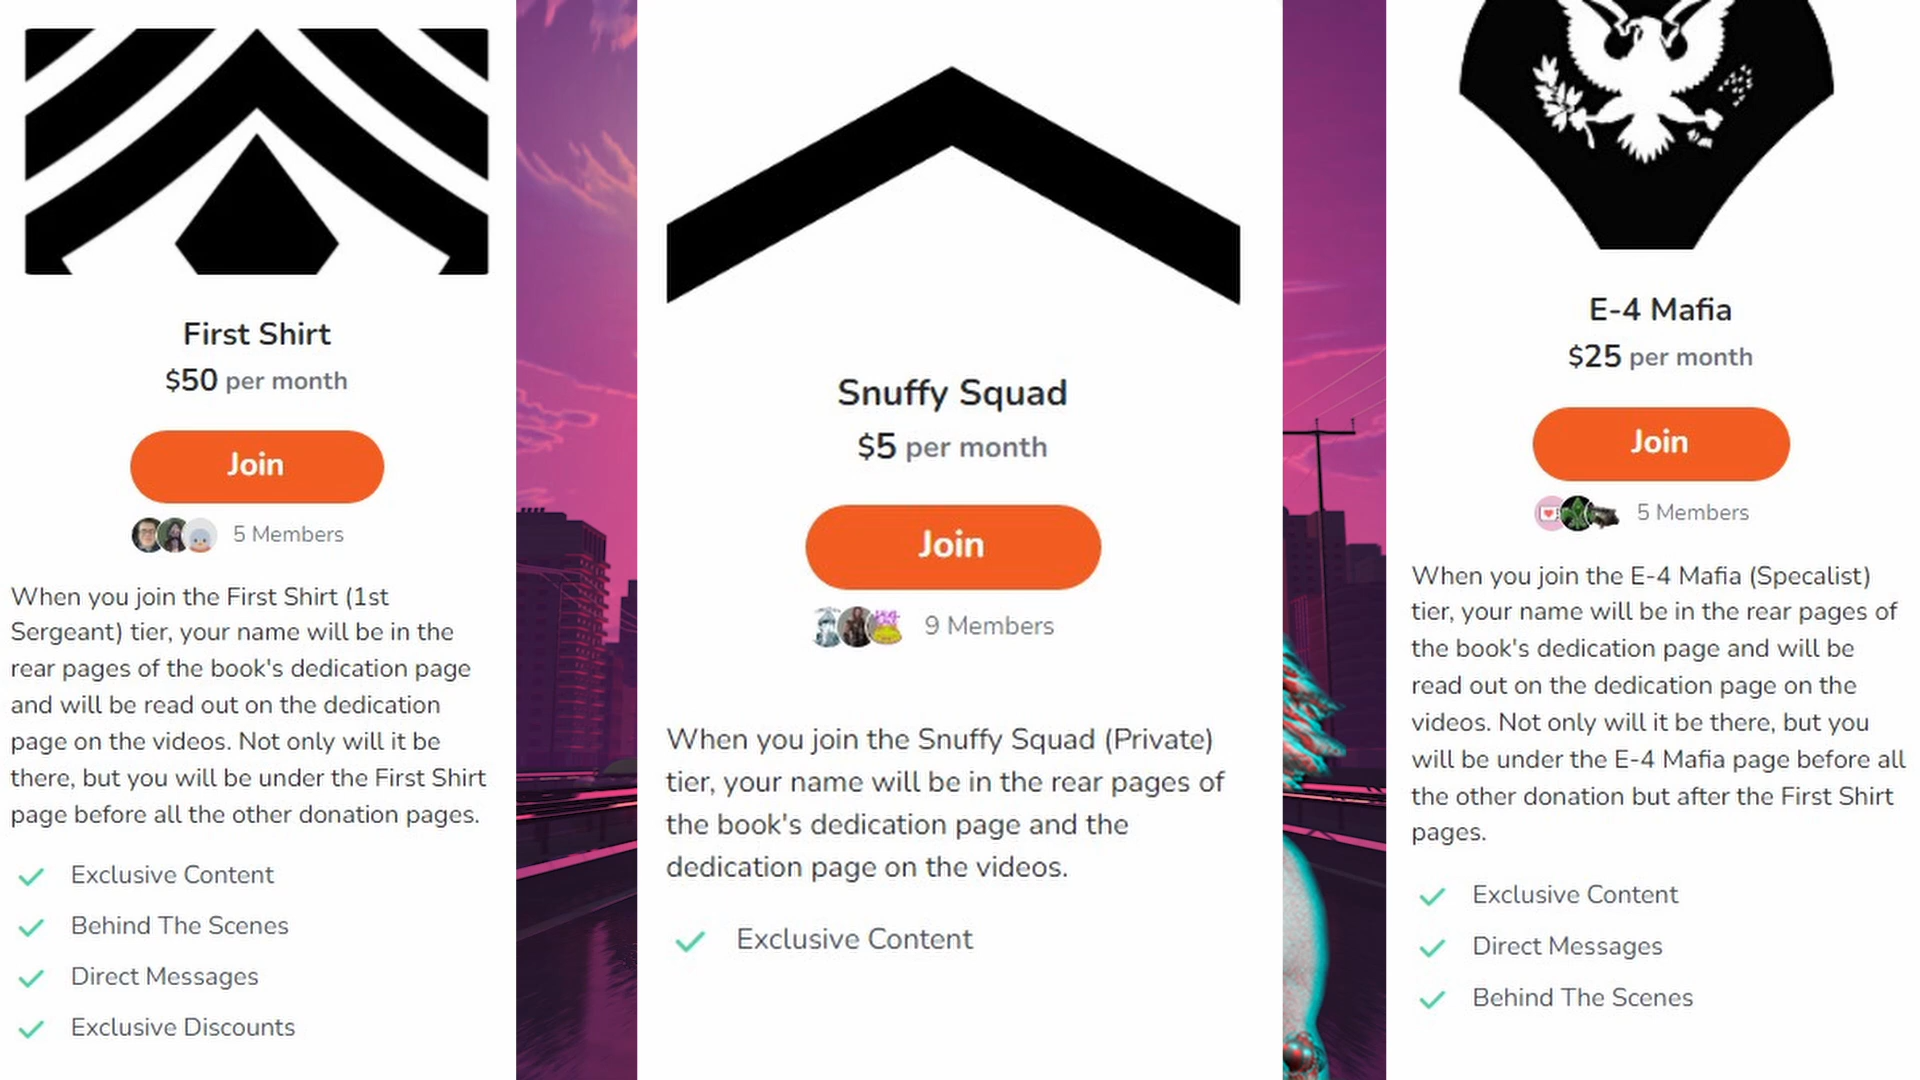 First Shirt
$50 per month
Join
5 Members
When you join the First Shirt (1st
Sergeant) tier, your name will be in the
rear pages of the book's dedication page
and will be read out on the dedication
page on the videos. Not only will it be
there, but you will be under the First Shirt
page before all the other donation pages.
Exclusive Content
Behind The Scenes
Direct Messages
Exclusive Discounts
Snuffy Squad
$5 per month
Join
9 Members
When you join the Snuffy Squad (Private)
tier, your name will be in the rear pages of
the book's dedication page and the
dedication page on the videos.
Exclusive Content
E-4 Mafia
$25 per month
Join
5 Members
When you join the E-4 Mafia (Specalist)
tier, your name will be in the rear pages of
the book's dedication page and will be
read out on the dedication page on the
videos. Not only will it be there, but you
will be under the E-4 Mafia page before all
the other donation but after the First Shirt
pages.
Exclusive Content
Direct Messages
Behind The Scenes